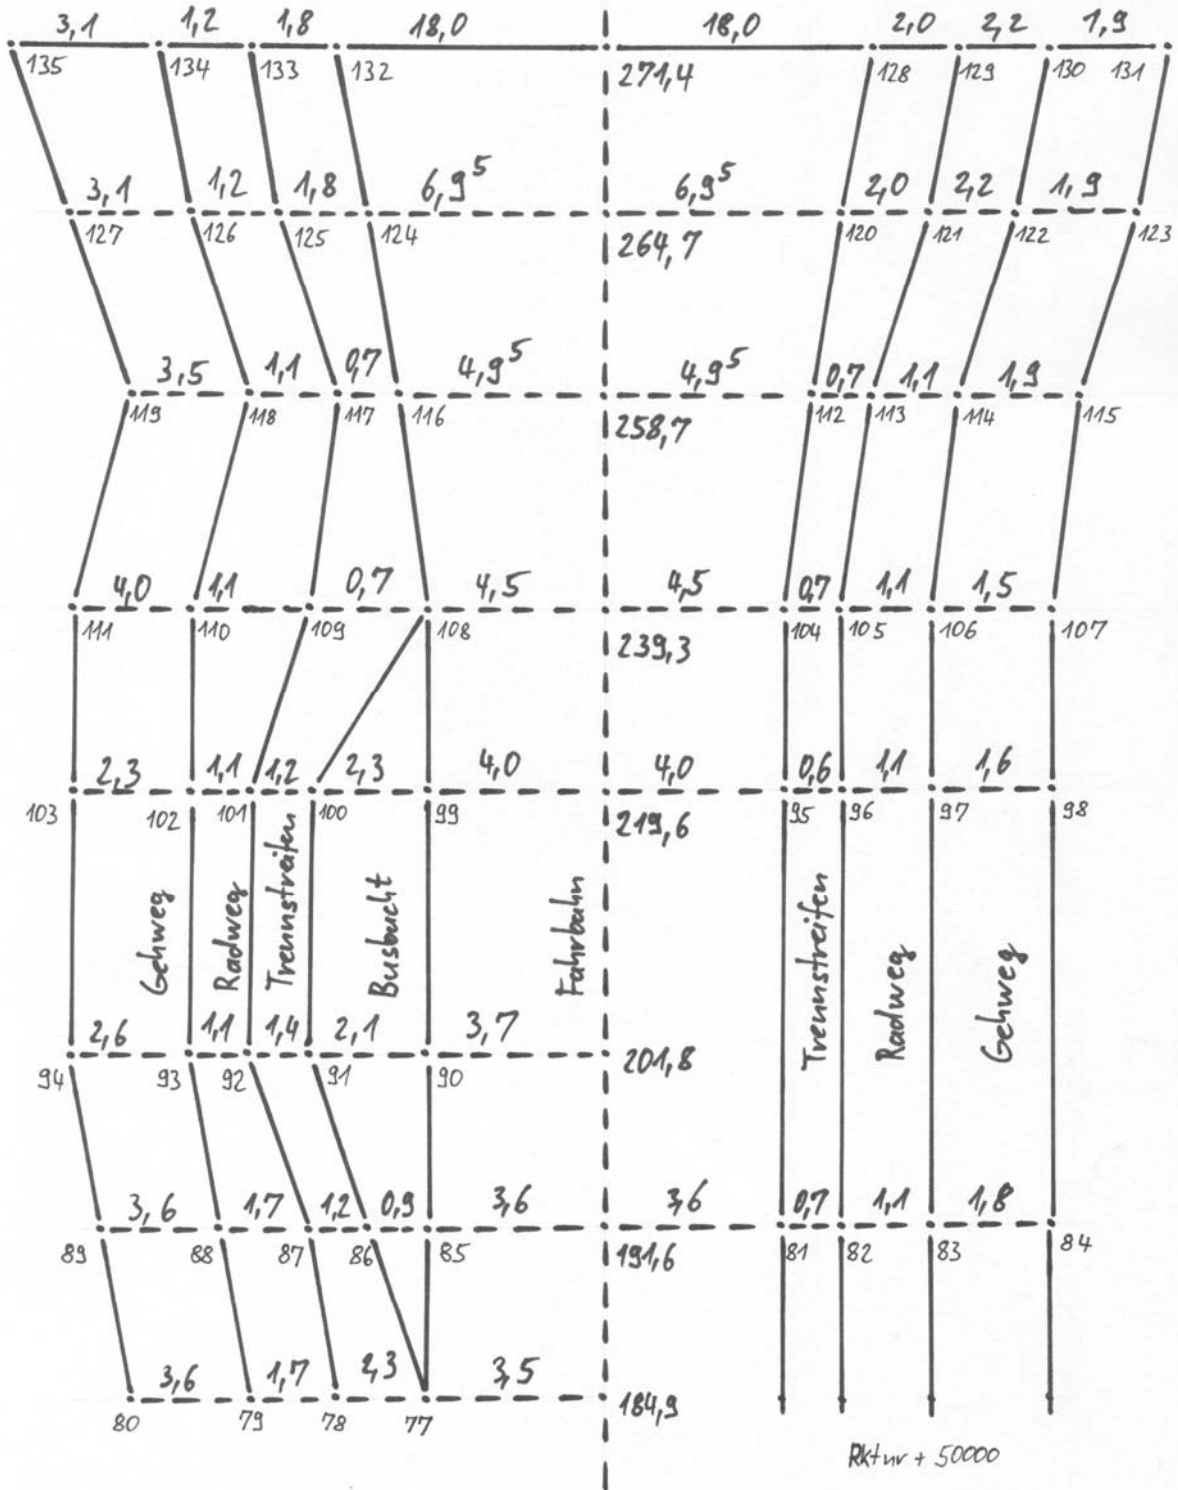 3,1 1,2 1,8 18,0 18,0 2,0 2,2 1,9
135 134 133 132 271,4 128 129 130 131
3,1 1,2 1,8 6,9⁵ 6,9⁵ 2,0 2,2 1,9
127 126 125 124 264,7 120 121 122 123
3,5 1,1 0,7 4,9⁵ 4,9⁵ 0,7 1,1 1,9
119 118 117 116 258,7 112 113 114 115
4,0 1,1 0,7 4,5 4,5 0,7 1,1 1,5
111 110 109 108 239,3 104 105 106 107
2,3 1,1 1,2 2,3 4,0 4,0 0,6 1,1 1,6
103 102 101 100 99 219,6 95 96 97 98
Gehweg Radweg Trennstreifen Busbucht Fahrbahn Trennstreifen Radweg Gehweg
2,6 1,1 1,4 2,1 3,7
94 93 92 91 90 201,8
3,6 1,7 1,2 0,9 3,6 3,6 0,7 1,1 1,8
89 88 87 86 85 191,6 81 82 83 84
3,6 1,7 2,3 3,5
80 79 78 77 184,9
Pktnr + 50000